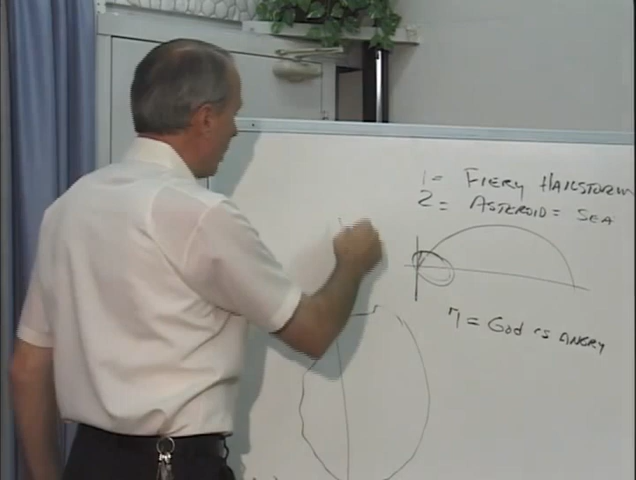 1= FIERY HAILSTORM
2= ASTEROID= SEA
7= God is ANGRY